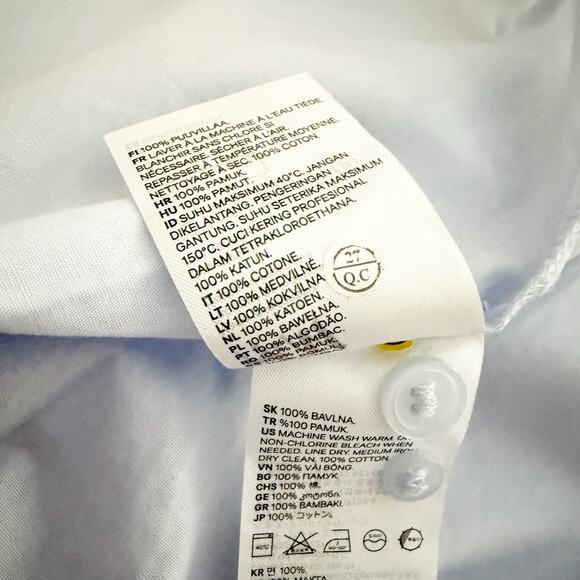 FI 100% PUUVILLAA.
FR LAVER À LA MACHINE À L'EAU TIÈDE.
BLANCHIR SANS CHLORE SI
NÉCESSAIRE. SÉCHER À L'AIR.
REPASSER À TEMPÉRATURE MOYENNE.
NETTOYAGE À SEC. 100% COTON.
HR 100% PAMUK.
HU 100% PAMUT.
ID SUHU MAKSIMUM 40°C. JANGAN
DIKELANTANG. PENGERINGAN
GANTUNG. SUHU SETERIKA MAKSIMUM
150°C. CUCI KERING PROFESIONAL
DALAM TETRAKLOROETHANA.
100% KATUN.
IT 100% COTONE.
LT 100% MEDVILNĖ.
LV 100% KOKVILNA
NL 100% KATOEN.
PL 100% BAWEŁNA.
PT 100% ALGODÃO.
RO 100% BUMBAC.
RS 100% PAMUK.
27
Q.C
SK 100% BAVLNA.
TR %100 PAMUK.
US MACHINE WASH WARM. ON
NON-CHLORINE BLEACH WHEN
NEEDED. LINE DRY. MEDIUM IRON
DRY CLEAN. 100% COTTON.
VN 100% VẢI BÔNG.
BG 100% ПАМУК.
CHS 100% 棉.
GE 100% ᲙᲝᲢᲝᲜᲘ.
GR 100% ΒΑΜΒΑΚΙ.
JP 100% コットン.
40°C
KR 면 100%.